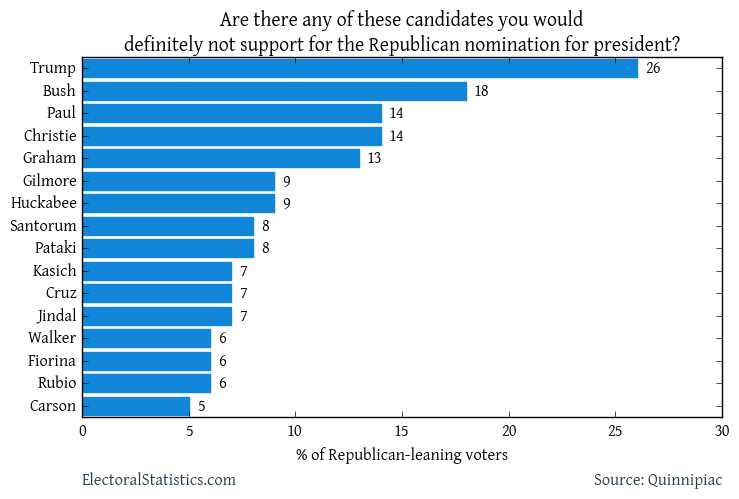 Are there any of these candidates you would
definitely not support for the Republican nomination for president?
Trump 26
Bush 18
Paul 14
Christie 14
Graham 13
Gilmore 9
Huckabee 9
Santorum 8
Pataki 8
Kasich 7
Cruz 7
Jindal 7
Walker 6
Fiorina 6
Rubio 6
Carson 5
0 5 10 15 20 25 30
% of Republican-leaning voters
ElectoralStatistics.com Source: Quinnipiac